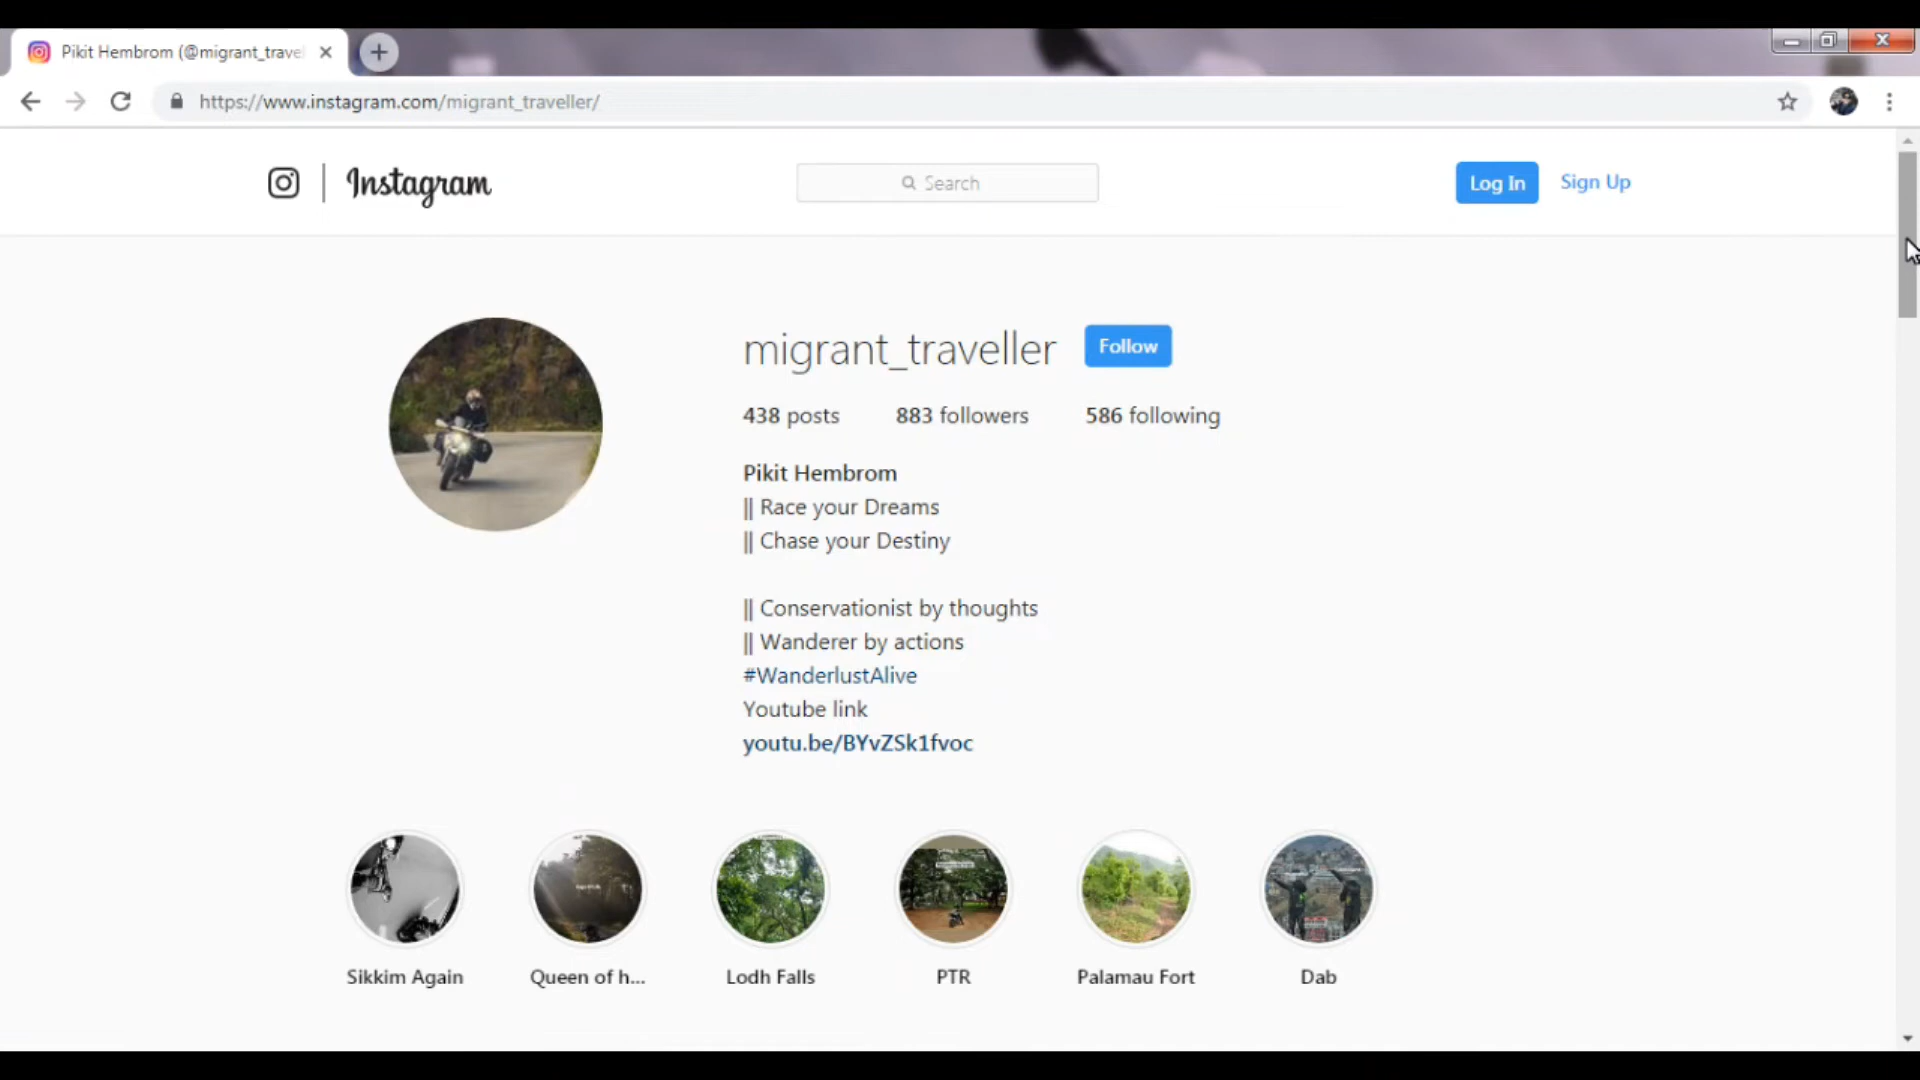 Pikit Hembrom (@migrant_travel
https://www.instagram.com/migrant_traveller/
Instagram
Search
Log In
Sign Up
migrant_traveller
Follow
438 posts 883 followers 586 following
Pikit Hembrom
|| Race your Dreams
|| Chase your Destiny
|| Conservationist by thoughts
|| Wanderer by actions
#WanderlustAlive
Youtube link
youtu.be/BYvZSk1fvoc
Sikkim Again
Queen of h...
Lodh Falls
PTR
Palamau Fort
Dab